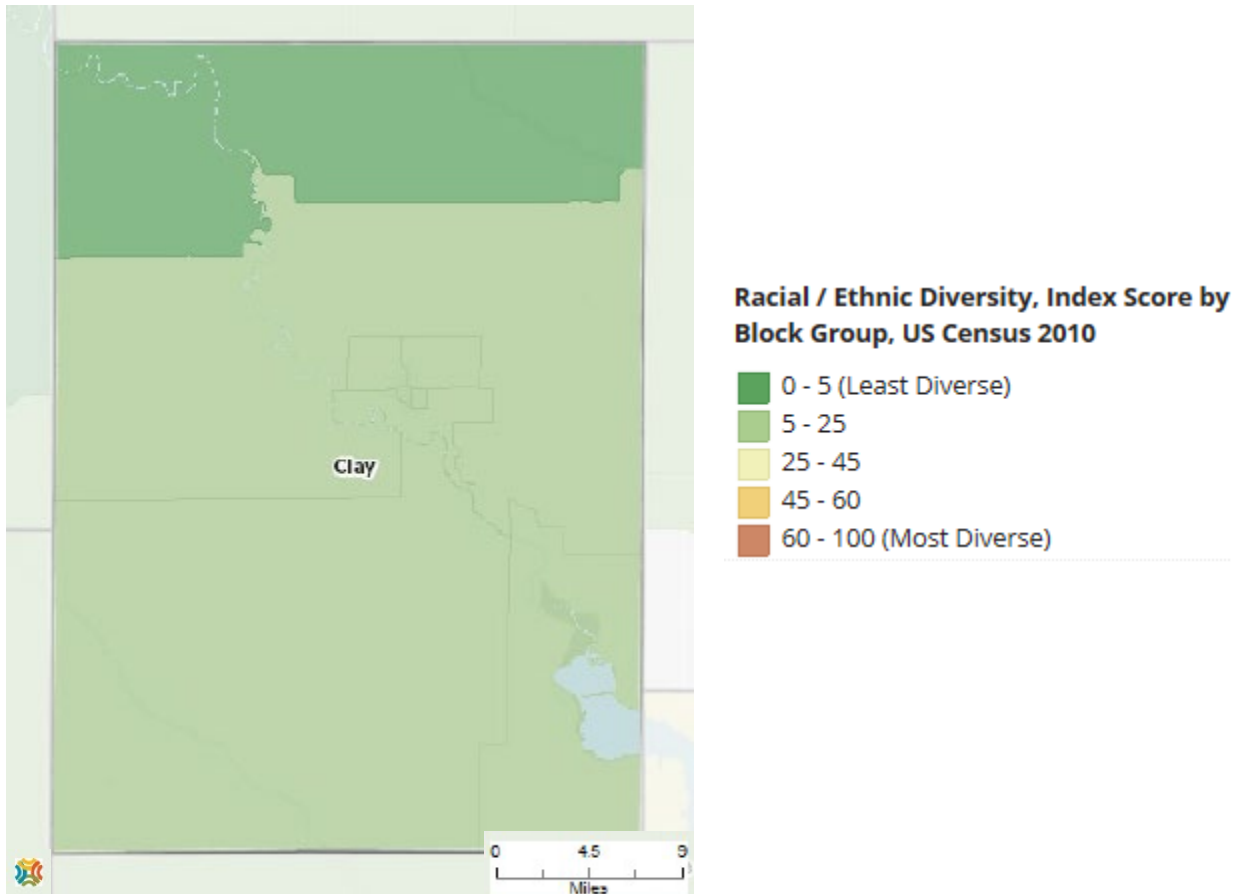 Clay
0 4.5 9
Miles
Racial / Ethnic Diversity, Index Score by
Block Group, US Census 2010
0 - 5 (Least Diverse)
5 - 25
25 - 45
45 - 60
60 - 100 (Most Diverse)